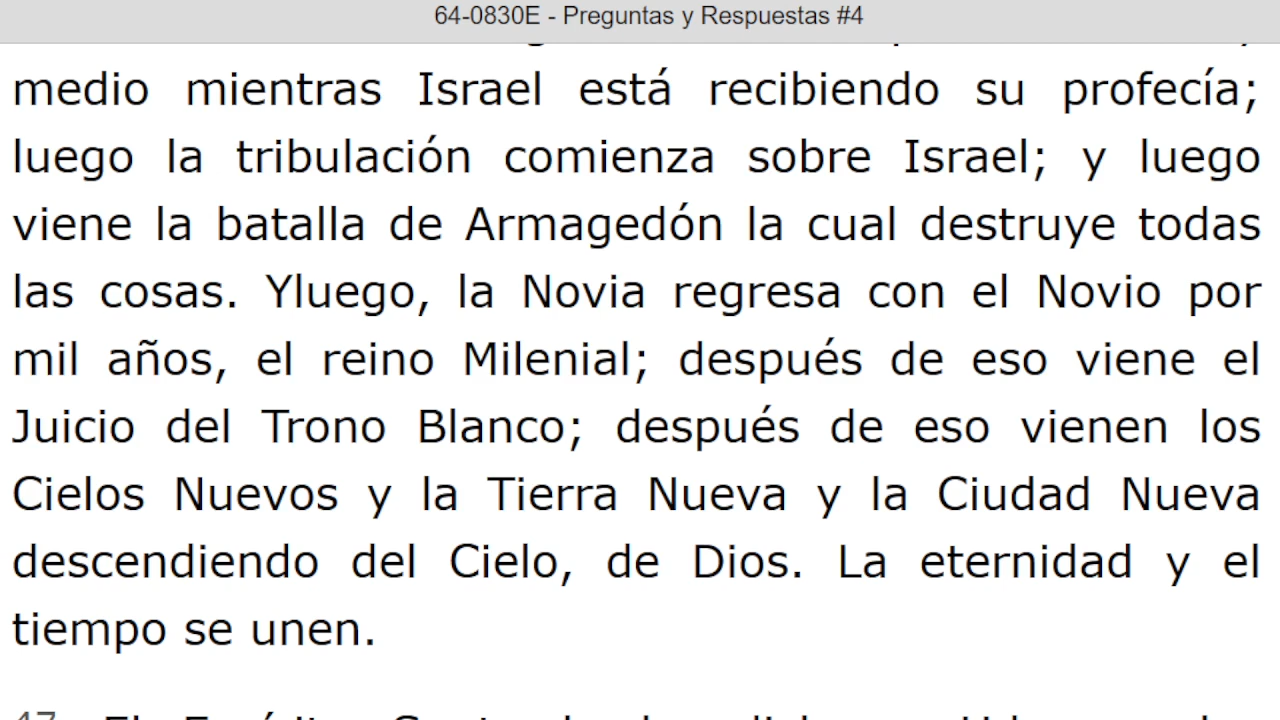 64-0830E - Preguntas y Respuestas #4
medio mientras Israel está recibiendo su profecía;
luego la tribulación comienza sobre Israel; y luego
viene la batalla de Armagedón la cual destruye todas
las cosas. Yluego, la Novia regresa con el Novio por
mil años, el reino Milenial; después de eso viene el
Juicio del Trono Blanco; después de eso vienen los
Cielos Nuevos y la Tierra Nueva y la Ciudad Nueva
descendiendo del Cielo, de Dios. La eternidad y el
tiempo se unen.
47 El Espíritu Santo